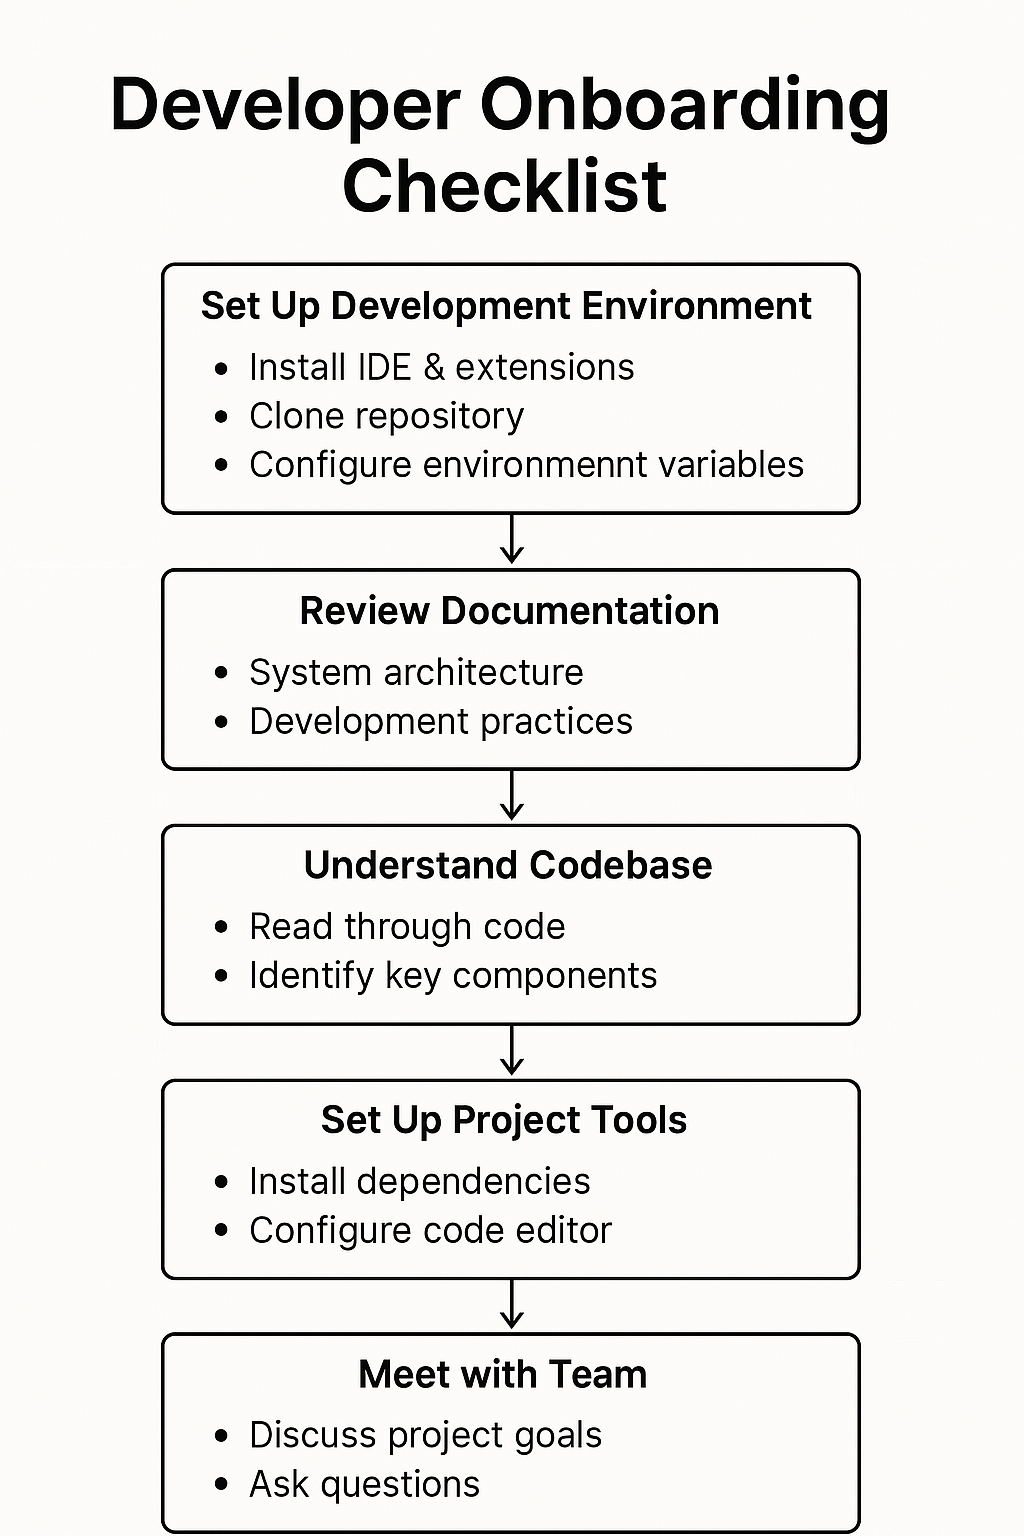 Developer Onboarding
Checklist
Set Up Development Environment
• Install IDE & extensions
• Clone repository
• Configure environmennt variables
Review Documentation
• System architecture
• Development practices
Understand Codebase
• Read through code
• Identify key components
Set Up Project Tools
• Install dependencies
• Configure code editor
Meet with Team
• Discuss project goals
• Ask questions